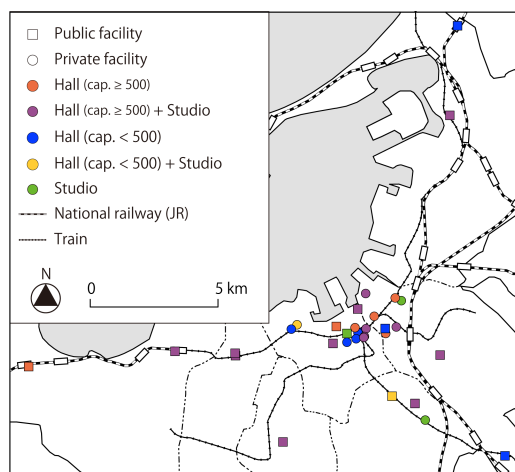 Public facility
Private facility
Hall (cap. ≥ 500)
Hall (cap. ≥ 500) + Studio
Hall (cap. < 500)
Hall (cap. < 500) + Studio
Studio
National railway (JR)
Train
N
0 5 km